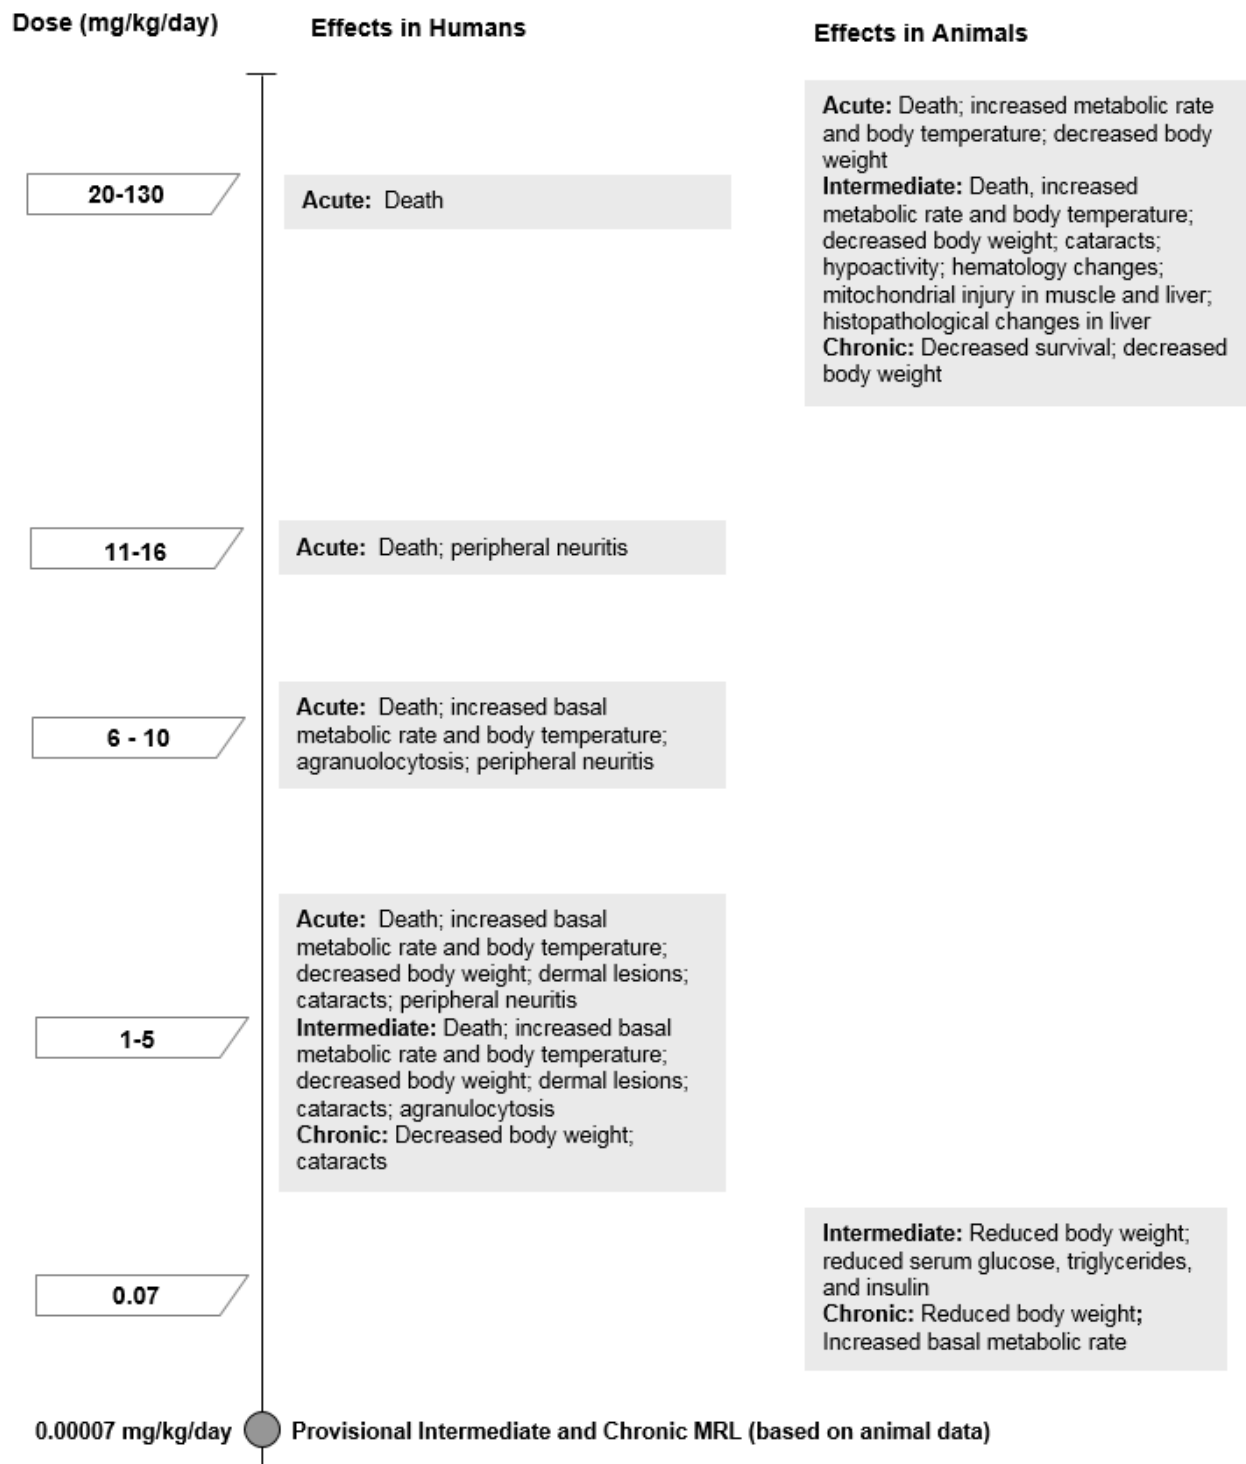 Dose (mg/kg/day)
Effects in Humans
Effects in Animals
20-130
Acute: Death
Acute: Death; increased metabolic rate
and body temperature; decreased body
weight
Intermediate: Death, increased
metabolic rate and body temperature;
decreased body weight; cataracts;
hypoactivity; hematology changes;
mitochondrial injury in muscle and liver;
histopathological changes in liver
Chronic: Decreased survival; decreased
body weight
11-16
Acute: Death; peripheral neuritis
6 - 10
Acute: Death; increased basal
metabolic rate and body temperature;
agranuolocytosis; peripheral neuritis
1-5
Acute: Death; increased basal
metabolic rate and body temperature;
decreased body weight; dermal lesions;
cataracts; peripheral neuritis
Intermediate: Death; increased basal
metabolic rate and body temperature;
decreased body weight; dermal lesions;
cataracts; agranulocytosis
Chronic: Decreased body weight;
cataracts
0.07
Intermediate: Reduced body weight;
reduced serum glucose, triglycerides,
and insulin
Chronic: Reduced body weight;
Increased basal metabolic rate
0.00007 mg/kg/day
Provisional Intermediate and Chronic MRL (based on animal data)